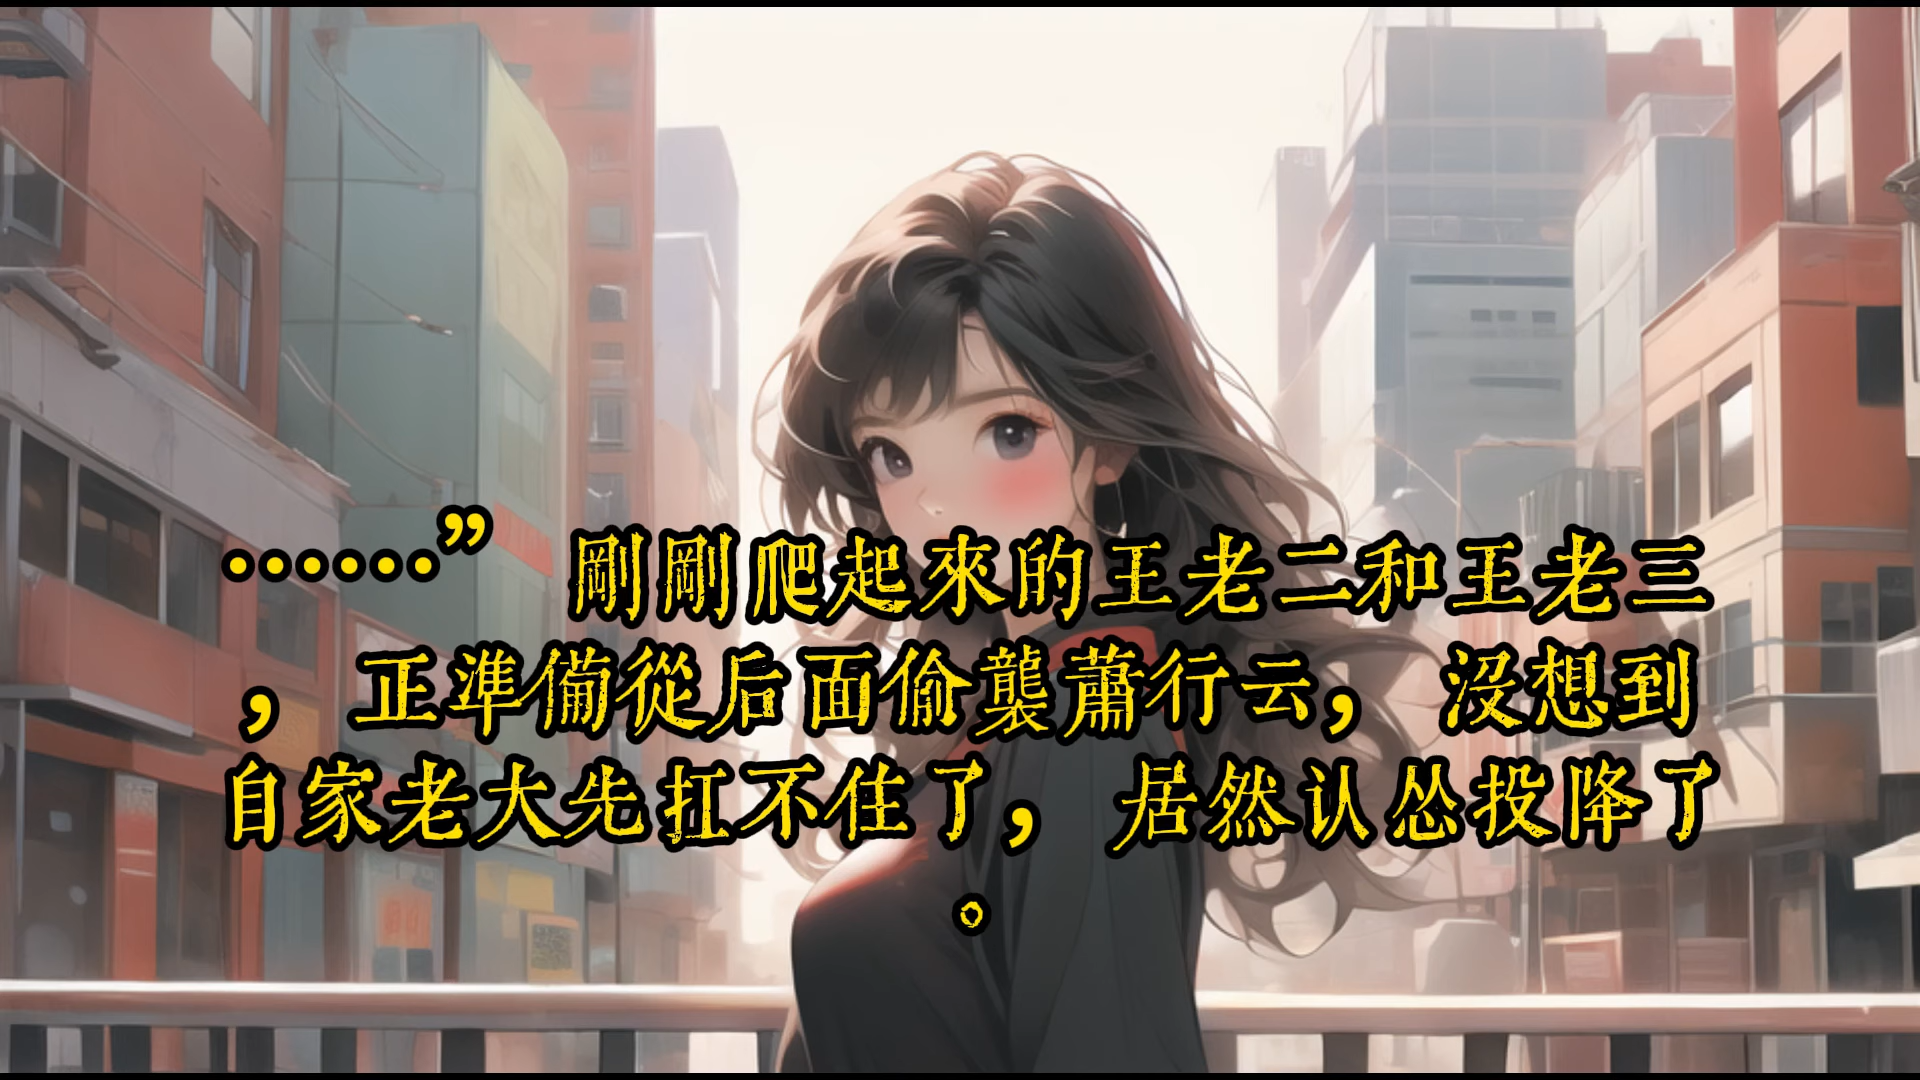 ……” 剛剛爬起來的王老二和王老三
， 正準備從后面偷襲蕭行云， 沒想到
自家老大先扛不住了， 居然认怂投降了
。